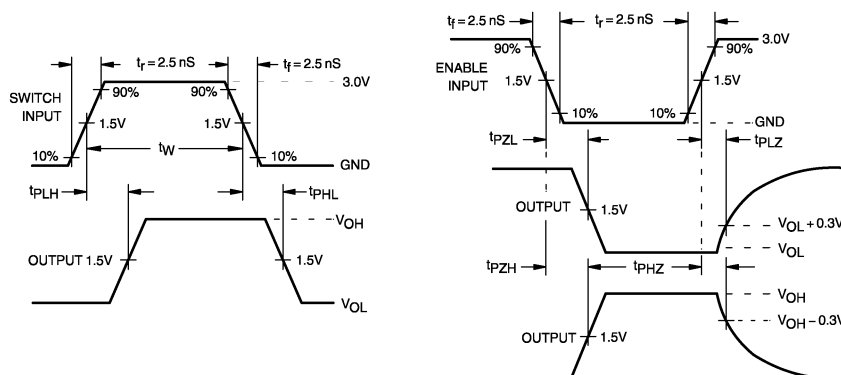 tr = 2.5 nS
tf = 2.5 nS
3.0V
90%
90%
SWITCH
INPUT
1.5V
1.5V
tW
10%
10%
GND
tPLH
tPHL
VOH
OUTPUT 1.5V
1.5V
VOL
tf = 2.5 nS
tr = 2.5 nS
90%
90%
3.0V
ENABLE
INPUT
1.5V
1.5V
10%
10%
GND
tPZL
tPLZ
OUTPUT
1.5V
VOL + 0.3V
VOL
tPZH
tPHZ
VOH
VOH – 0.3V
OUTPUT
1.5V